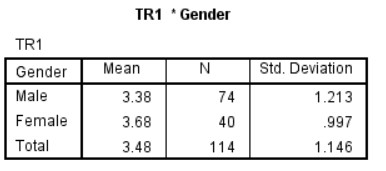 TR1 * Gender
TR1
Gender Mean N Std. Deviation
Male 3.38 74 1.213
Female 3.68 40 .997
Total 3.48 114 1.146